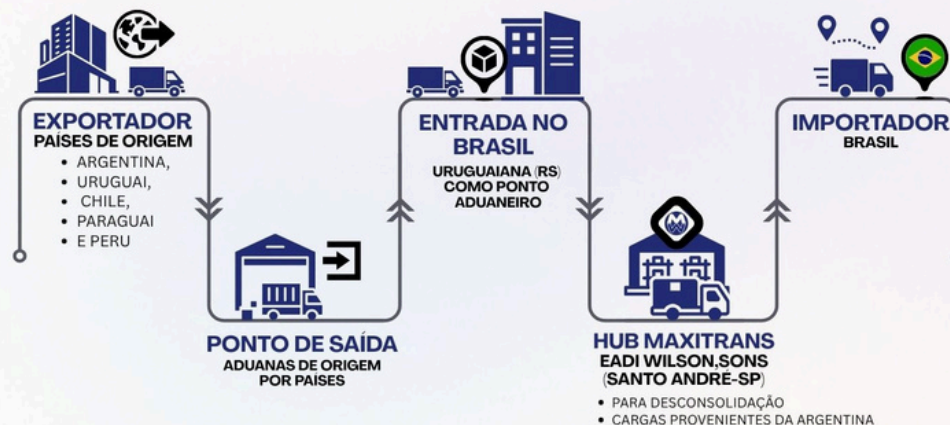 EXPORTADOR
PAÍSES DE ORIGEM
• ARGENTINA,
• URUGUAI,
• CHILE,
• PARAGUAI
• E PERU
PONTO DE SAÍDA
ADUANAS DE ORIGEM
POR PAÍSES
ENTRADA NO
BRASIL
URUGUAIANA (RS)
COMO PONTO
ADUANEIRO
HUB MAXITRANS
EADI WILSON,SONS
(SANTO ANDRÉ-SP)
• PARA DESCONSOLIDAÇÃO
• CARGAS PROVENIENTES DA ARGENTINA
IMPORTADOR
BRASIL